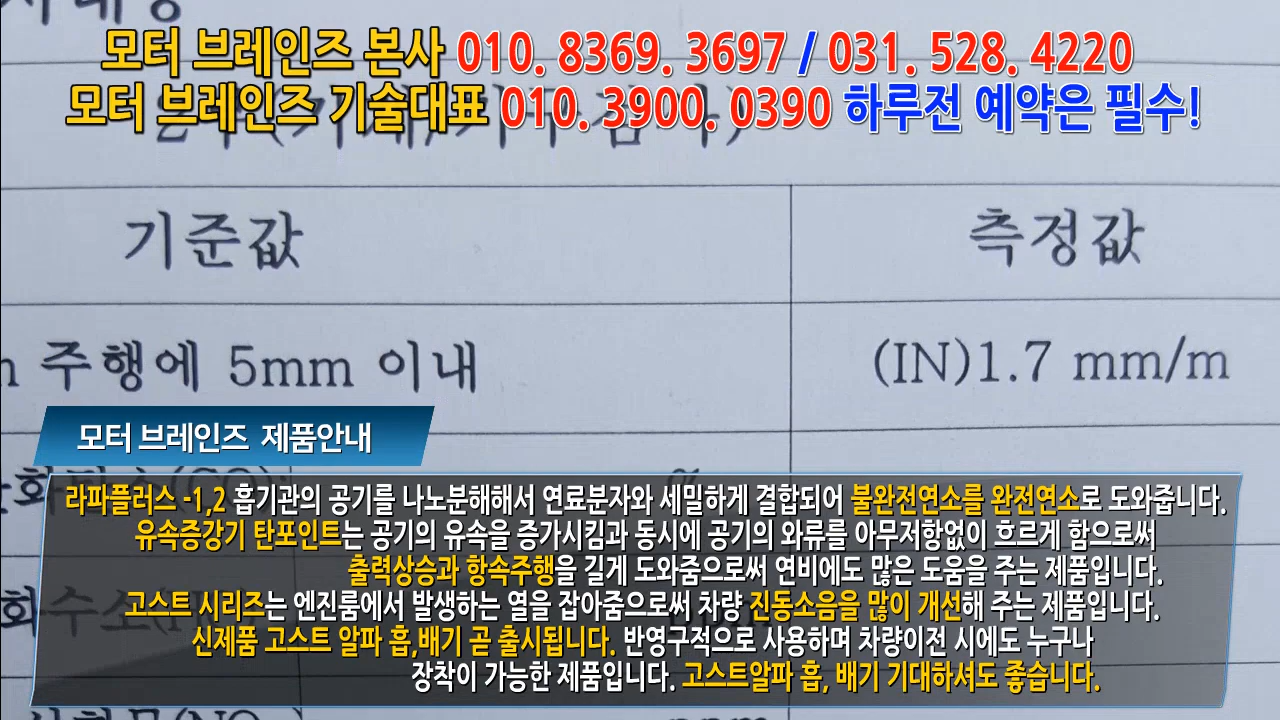 모터 브레인즈 본사 010. 8369. 3697 / 031. 528. 4220
모터 브레인즈 기술대표 010. 3900. 0390 하루전 예약은 필수!
기준값 측정값
주행에 5mm 이내 (IN)1.7 mm/m
모터 브레인즈 제품안내
라파플러스 -1,2 흡기관의 공기를 나노분해해서 연료분자와 세밀하게 결합되어 불완전연소를 완전연소로 도와줍니다.
유속증강기 탄포인트는 공기의 유속을 증가시킴과 동시에 공기의 와류를 아무저항없이 흐르게 함으로써
출력상승과 항속주행을 길게 도와줌으로써 연비에도 많은 도움을 주는 제품입니다.
고스트 시리즈는 엔진룸에서 발생하는 열을 잡아줌으로써 차량 진동소음을 많이 개선해 주는 제품입니다.
신제품 고스트 알파 흡,배기 곧 출시됩니다. 반영구적으로 사용하며 차량이전 시에도 누구나
장착이 가능한 제품입니다. 고스트알파 흡, 배기 기대하셔도 좋습니다.
ppm